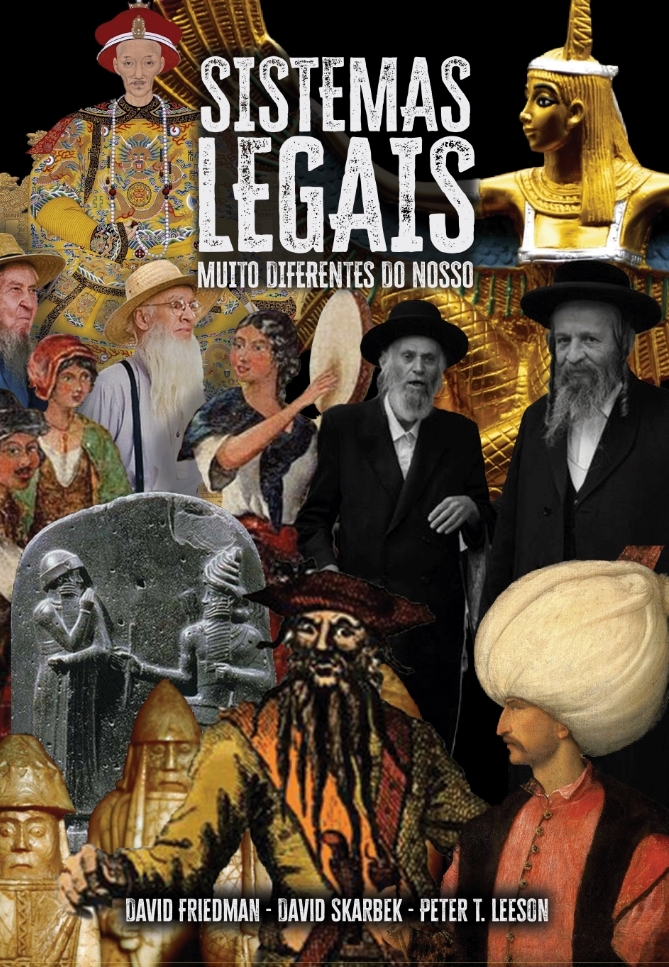 SISTEMAS
LEGAIS
MUITO DIFERENTES DO NOSSO
DAVID FRIEDMAN - DAVID SKARBEK - PETER T. LEESON